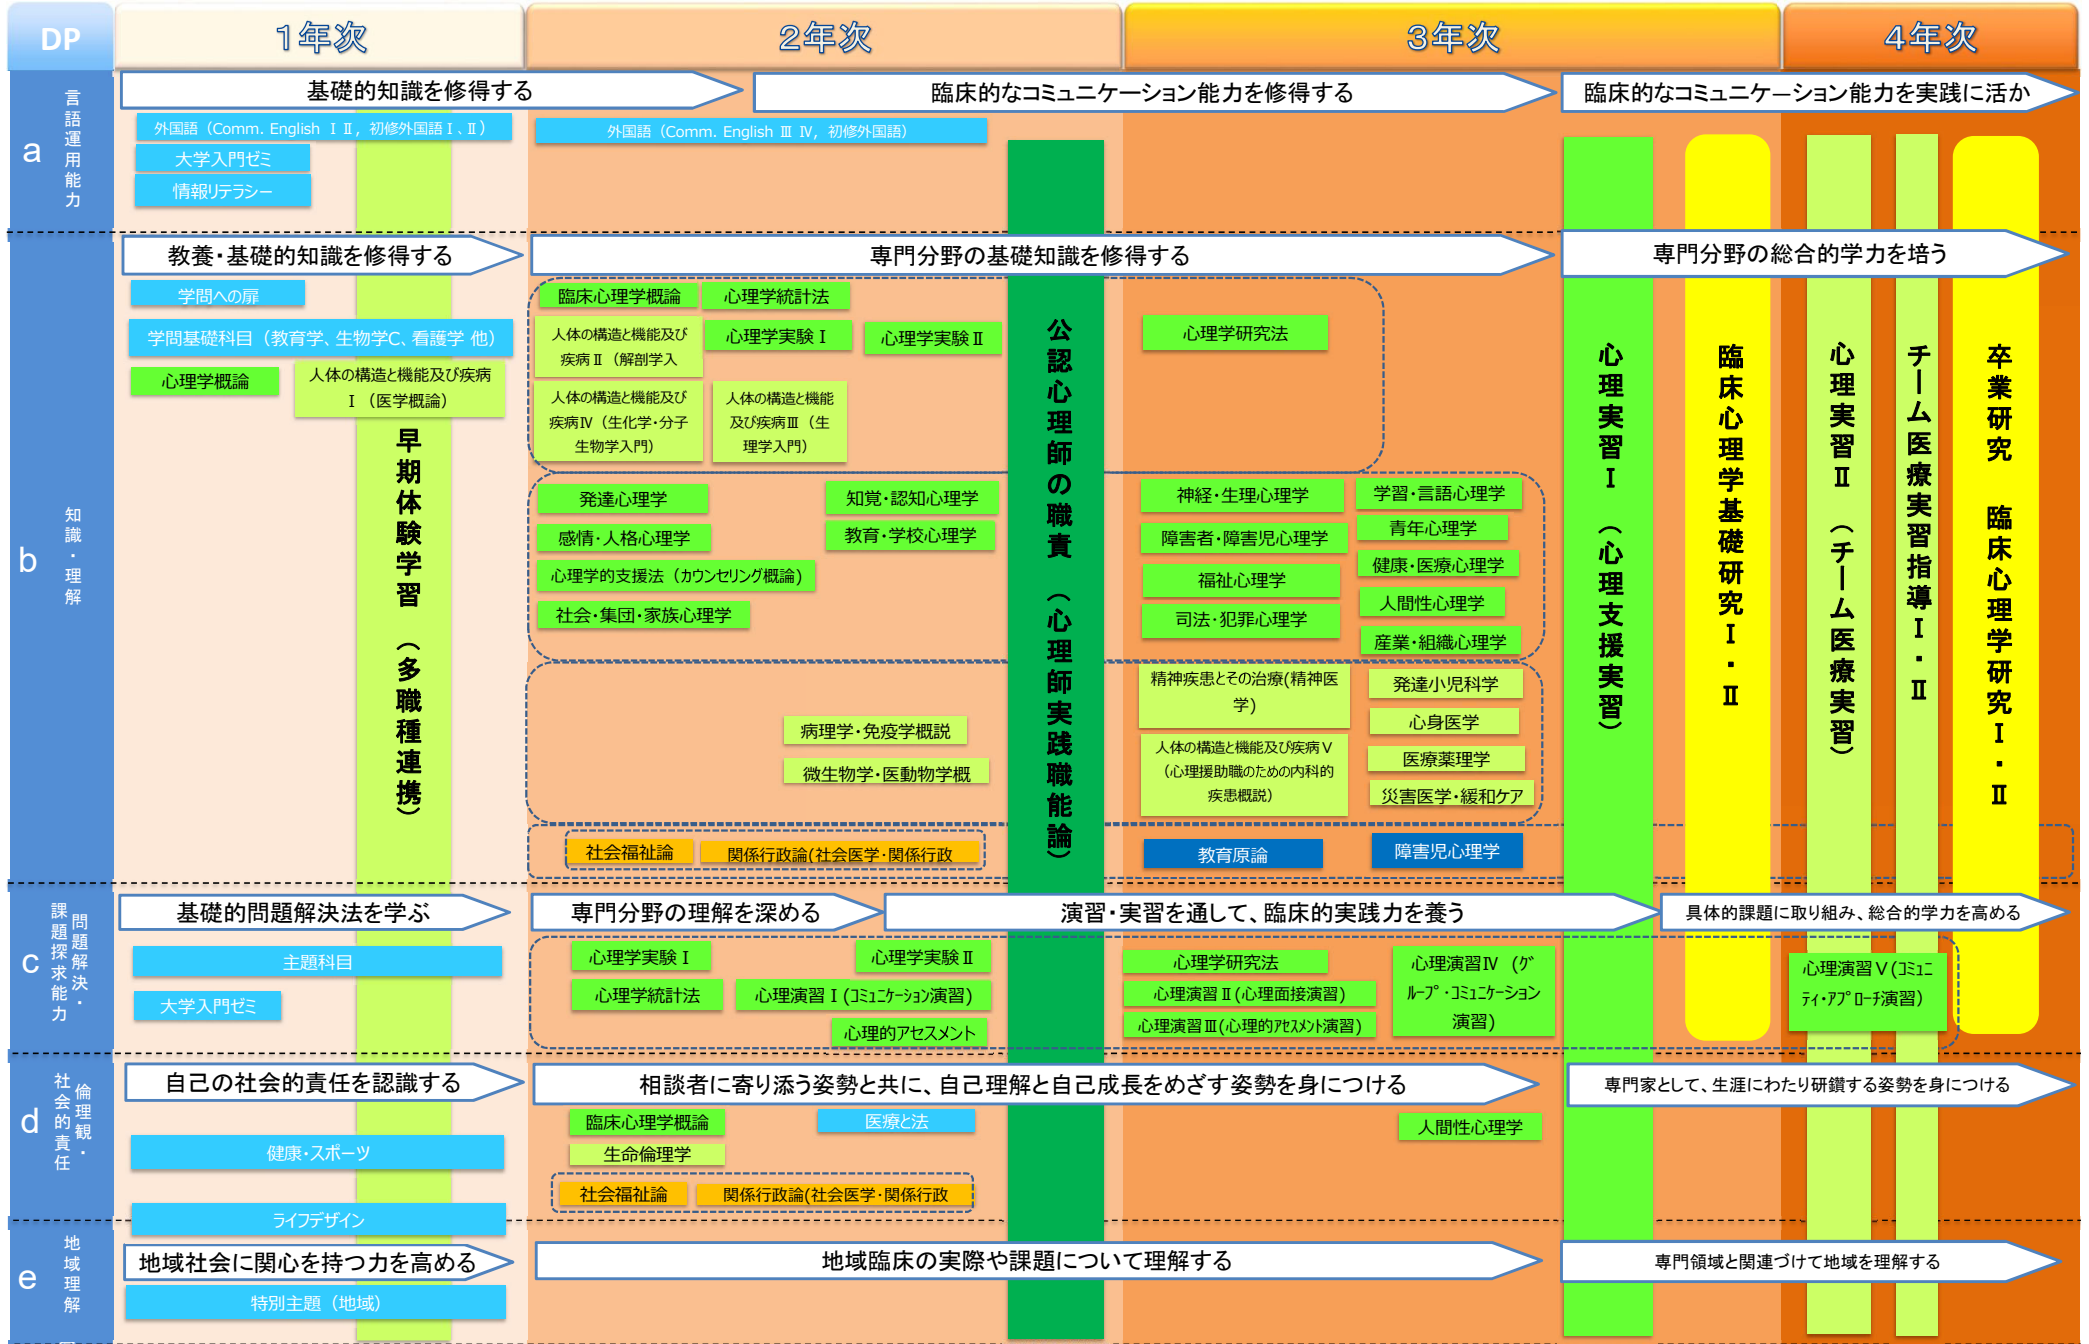 DP
1年次
2年次
3年次
4年次
a
言語運用能力
基礎的知識を修得する
臨床的なコミュニケーション能力を修得する
臨床的なコミュニケーション能力を実践に活か
外国語（Comm. English Ⅰ Ⅱ，初修外国語Ⅰ、Ⅱ）
外国語（Comm. English Ⅲ Ⅳ，初修外国語）
大学入門ゼミ
情報リテラシー
b
知識・理解
教養・基礎的知識を修得する
専門分野の基礎知識を修得する
専門分野の総合的学力を培う
学問への扉
学問基礎科目（教育学、生物学C、看護学 他）
心理学概論
人体の構造と機能及び疾病
Ⅰ （医学概論）
早期体験学習 （多職種連携）
臨床心理学概論
心理学統計法
人体の構造と機能及び
疾病Ⅱ（解剖学入
心理学実験Ⅰ
心理学実験Ⅱ
人体の構造と機能及び
疾病Ⅳ（生化学・分子
生物学入門）
人体の構造と機能
及び疾病Ⅲ（生
理学入門）
心理学研究法
発達心理学
知覚・認知心理学
感情・人格心理学
教育・学校心理学
心理学的支援法（カウンセリング概論）
社会・集団・家族心理学
神経・生理心理学
学習・言語心理学
障害者・障害児心理学
青年心理学
福祉心理学
健康・医療心理学
司法・犯罪心理学
人間性心理学
産業・組織心理学
病理学・免疫学概説
微生物学・医動物学概
精神疾患とその治療(精神医
学)
発達小児科学
心身医学
人体の構造と機能及び疾病Ⅴ
（心理援助職のための内科的
疾患概説）
医療薬理学
災害医学・緩和ケア
社会福祉論
関係行政論(社会医学・関係行政
教育原論
障害児心理学
公認心理師の職責 （心理師実践職能論）
心理実習Ⅰ （心理支援実習）
臨床心理学基礎研究Ⅰ・Ⅱ
心理実習Ⅱ （チーム医療実習）
チーム医療実習指導Ⅰ・Ⅱ
卒業研究 臨床心理学研究Ⅰ・Ⅱ
c
問題解決・
課題探求能力
基礎的問題解決法を学ぶ
専門分野の理解を深める
演習・実習を通して、臨床的実践力を養う
具体的課題に取り組み、総合的学力を高める
主題科目
大学入門ゼミ
心理学実験Ⅰ
心理学実験Ⅱ
心理学統計法
心理演習Ⅰ(コミュニケーション演習)
心理的アセスメント
心理学研究法
心理演習Ⅱ(心理面接演習)
心理演習Ⅲ(心理的アセスメント演習)
心理演習Ⅳ（グ
ループ・コミュニケーション
演習）
心理演習Ⅴ(コミュニ
ティ・アプローチ演習）
d
倫理観・
社会的責任
自己の社会的責任を認識する
相談者に寄り添う姿勢と共に、自己理解と自己成長をめざす姿勢を身につける
専門家として、生涯にわたり研鑽する姿勢を身につける
健康・スポーツ
ライフデザイン
臨床心理学概論
医療と法
生命倫理学
人間性心理学
社会福祉論
関係行政論(社会医学・関係行政
e
地域理解
地域社会に関心を持つ力を高める
地域臨床の実際や課題について理解する
専門領域と関連づけて地域を理解する
特別主題（地域）